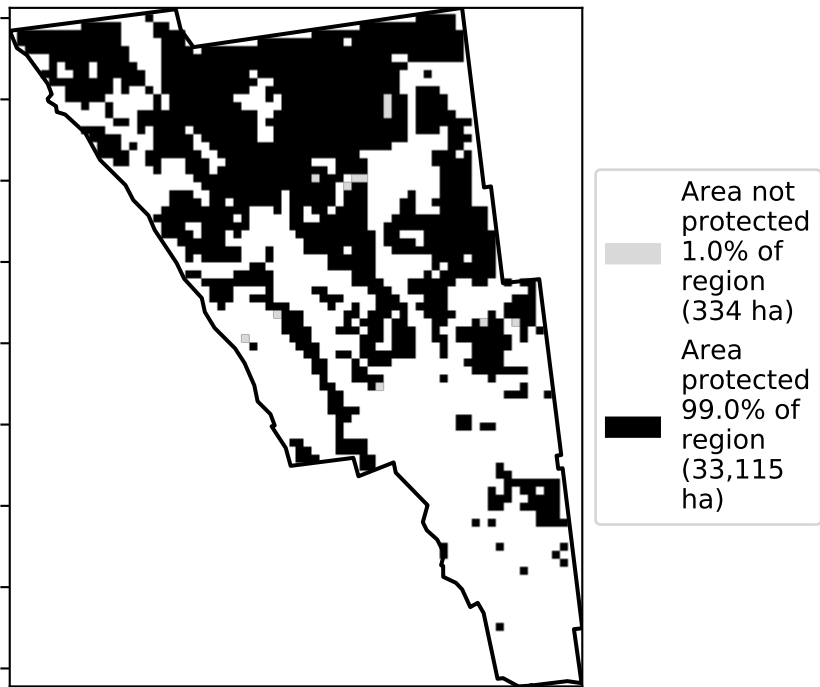 Area not
protected
1.0% of
region
(334 ha)
Area
protected
99.0% of
region
(33,115
ha)